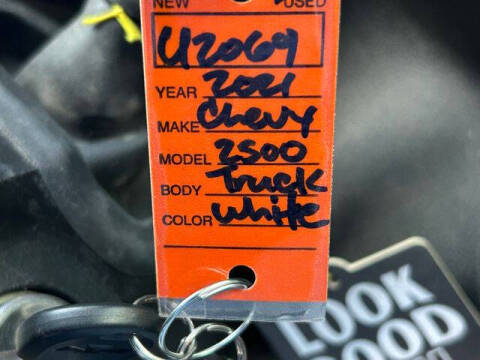 NEW USED
U2069
YEAR 2021
MAKE Chevy
MODEL 2500
BODY Truck
COLOR white
LOOK
GOOD